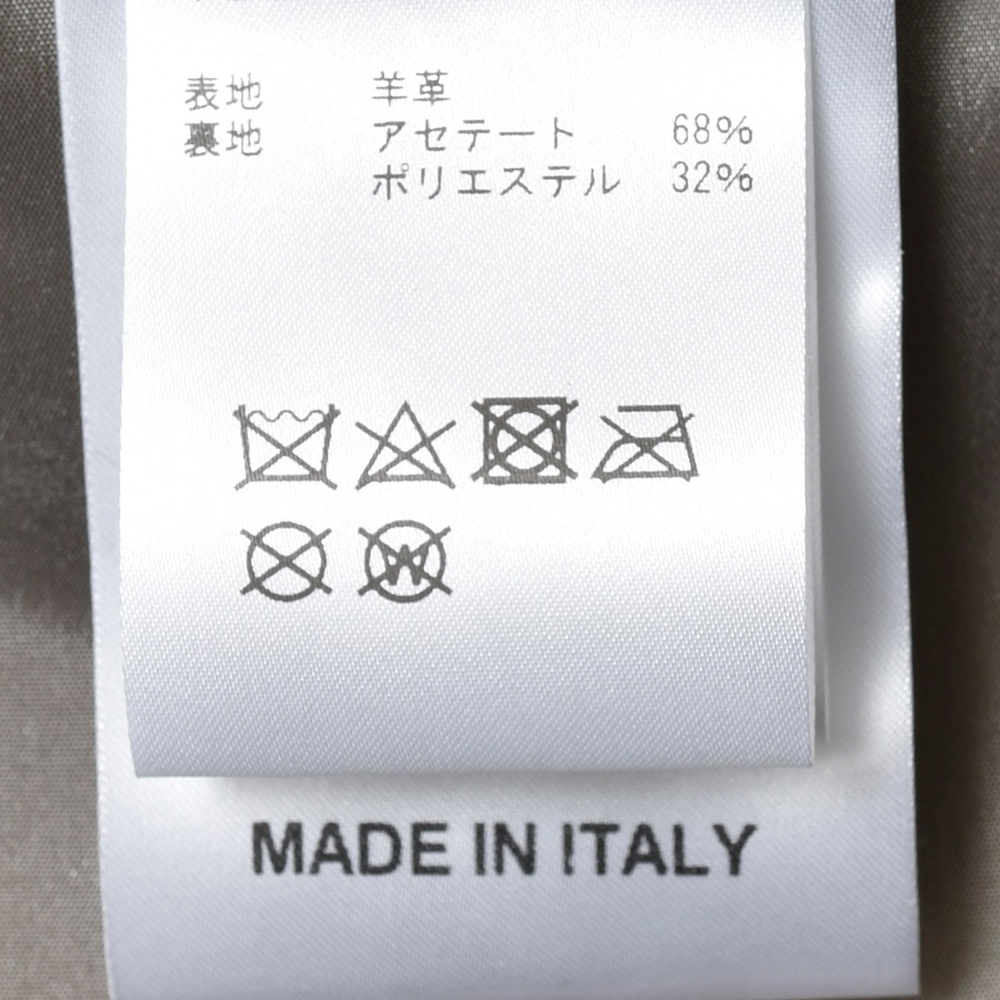 表地 羊革
裏地 アセテート 68%
ポリエステル 32%
W
MADE IN ITALY